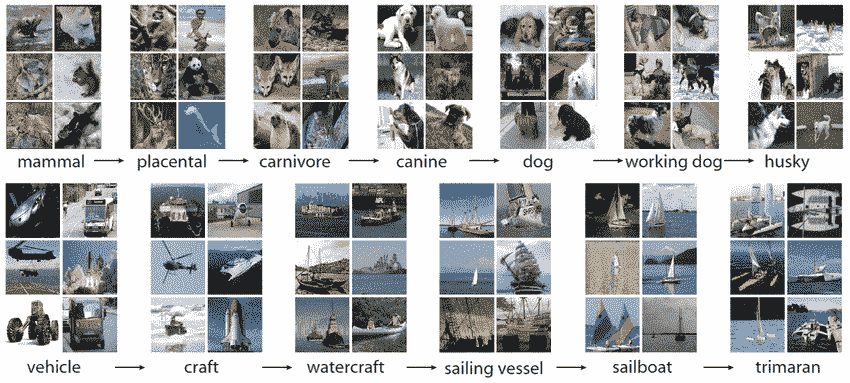 mammal placental carnivore canine dog working dog husky
vehicle craft watercraft sailing vessel sailboat trimaran